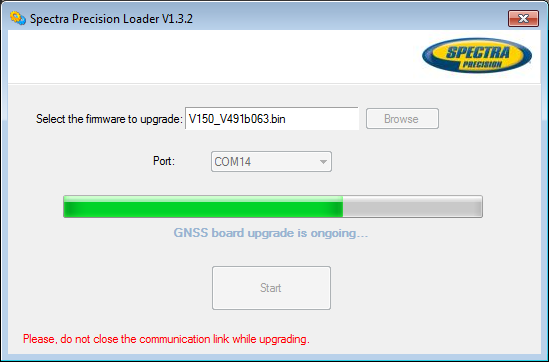 Spectra Precision Loader V1.3.2
SPECTRA
PRECISION
Select the firmware to upgrade: V150_V491b063.bin Browse
Port: COM14
GNSS board upgrade is ongoing...
Start
Please, do not close the communication link while upgrading.